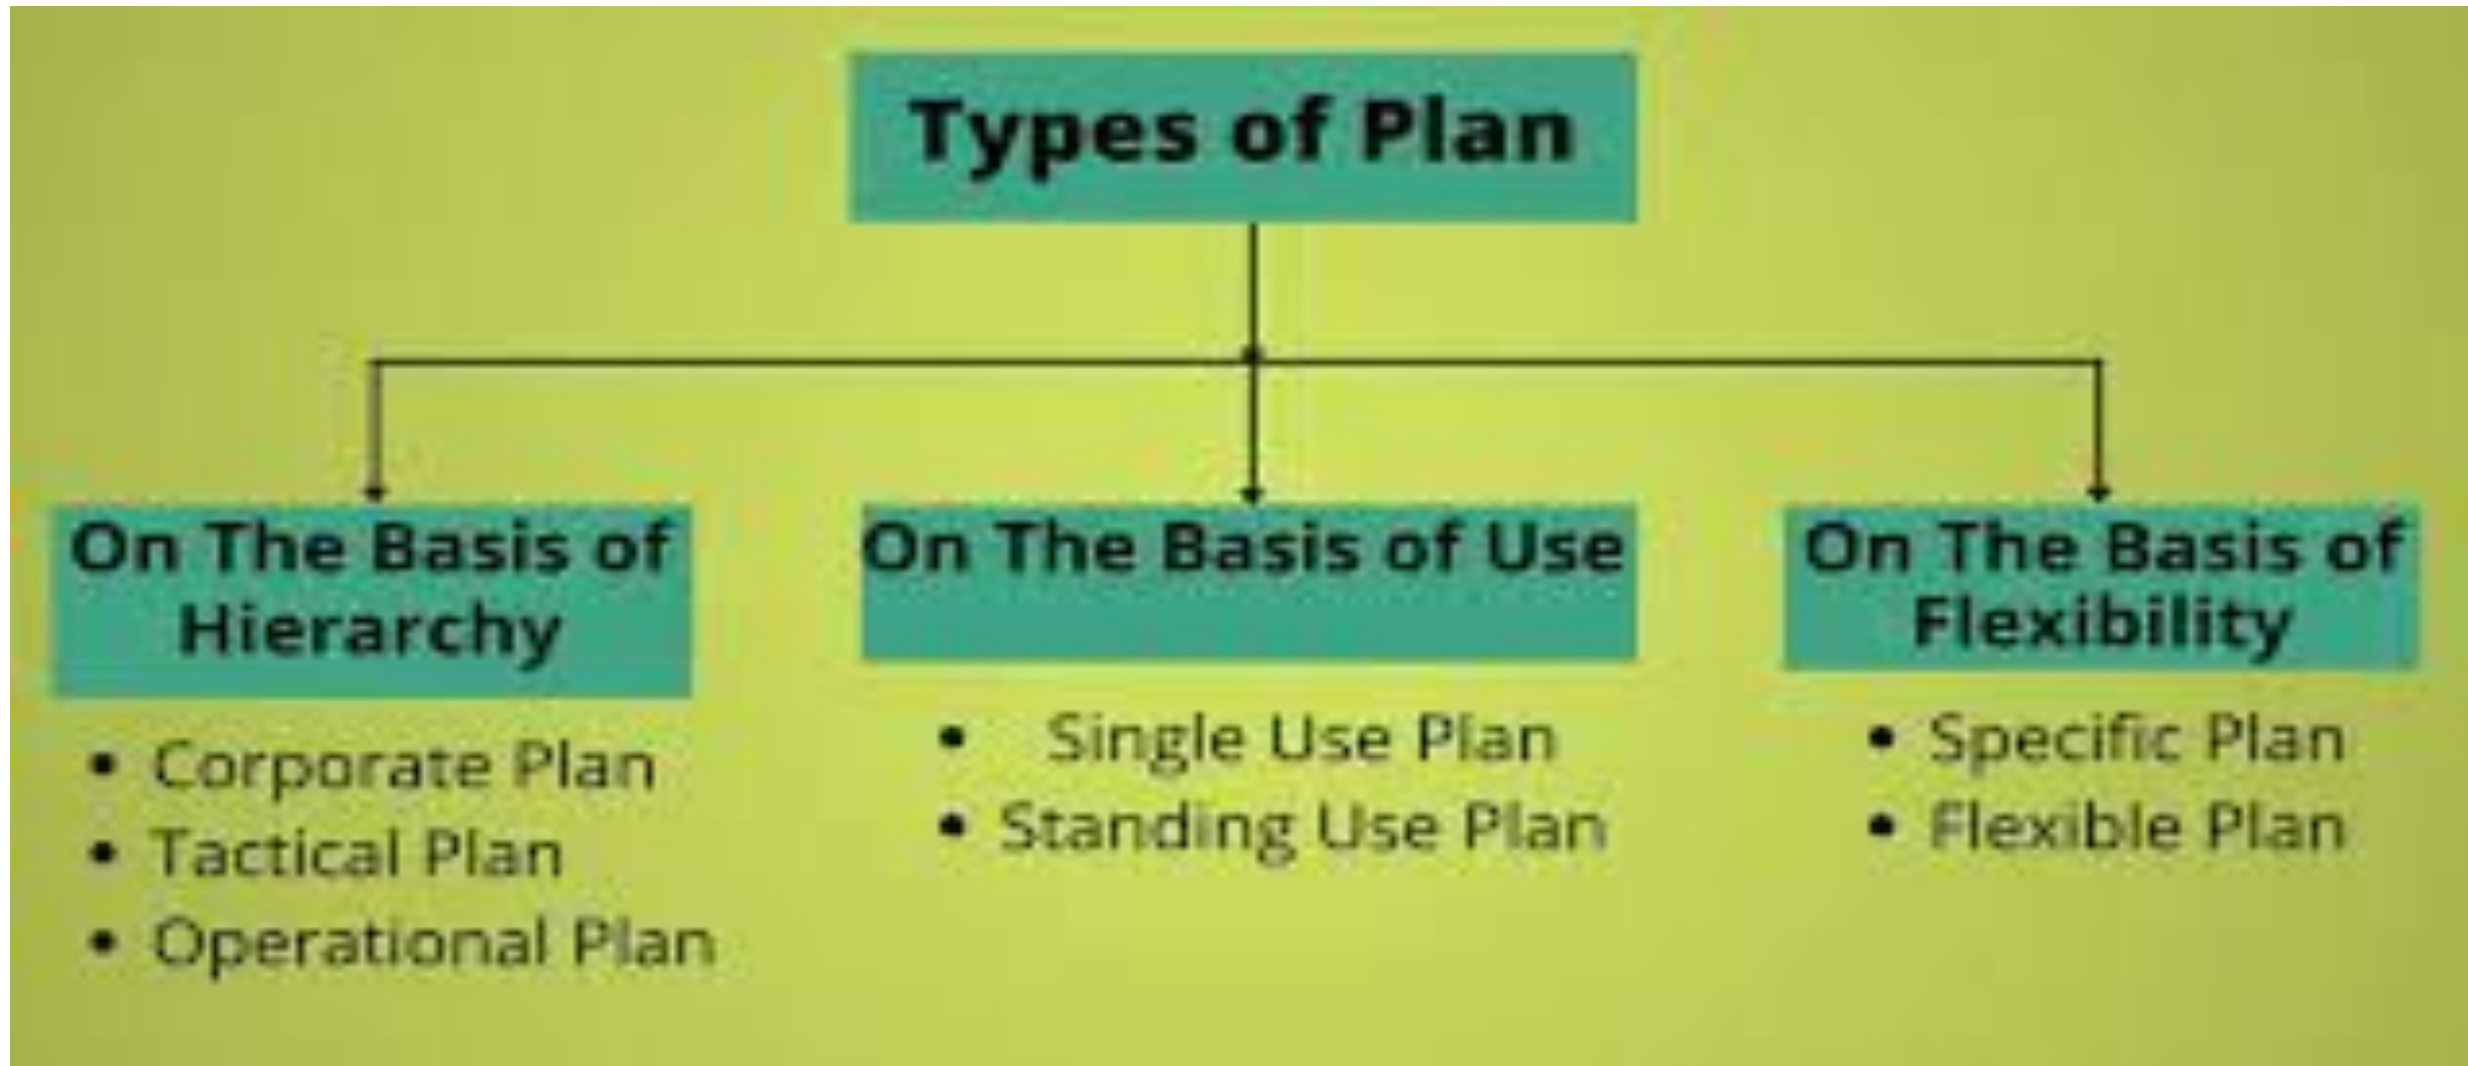 Types of Plan
On The Basis of
Hierarchy
• Corporate Plan
• Tactical Plan
• Operational Plan
On The Basis of Use
• Single Use Plan
• Standing Use Plan
On The Basis of
Flexibility
• Specific Plan
• Flexible Plan